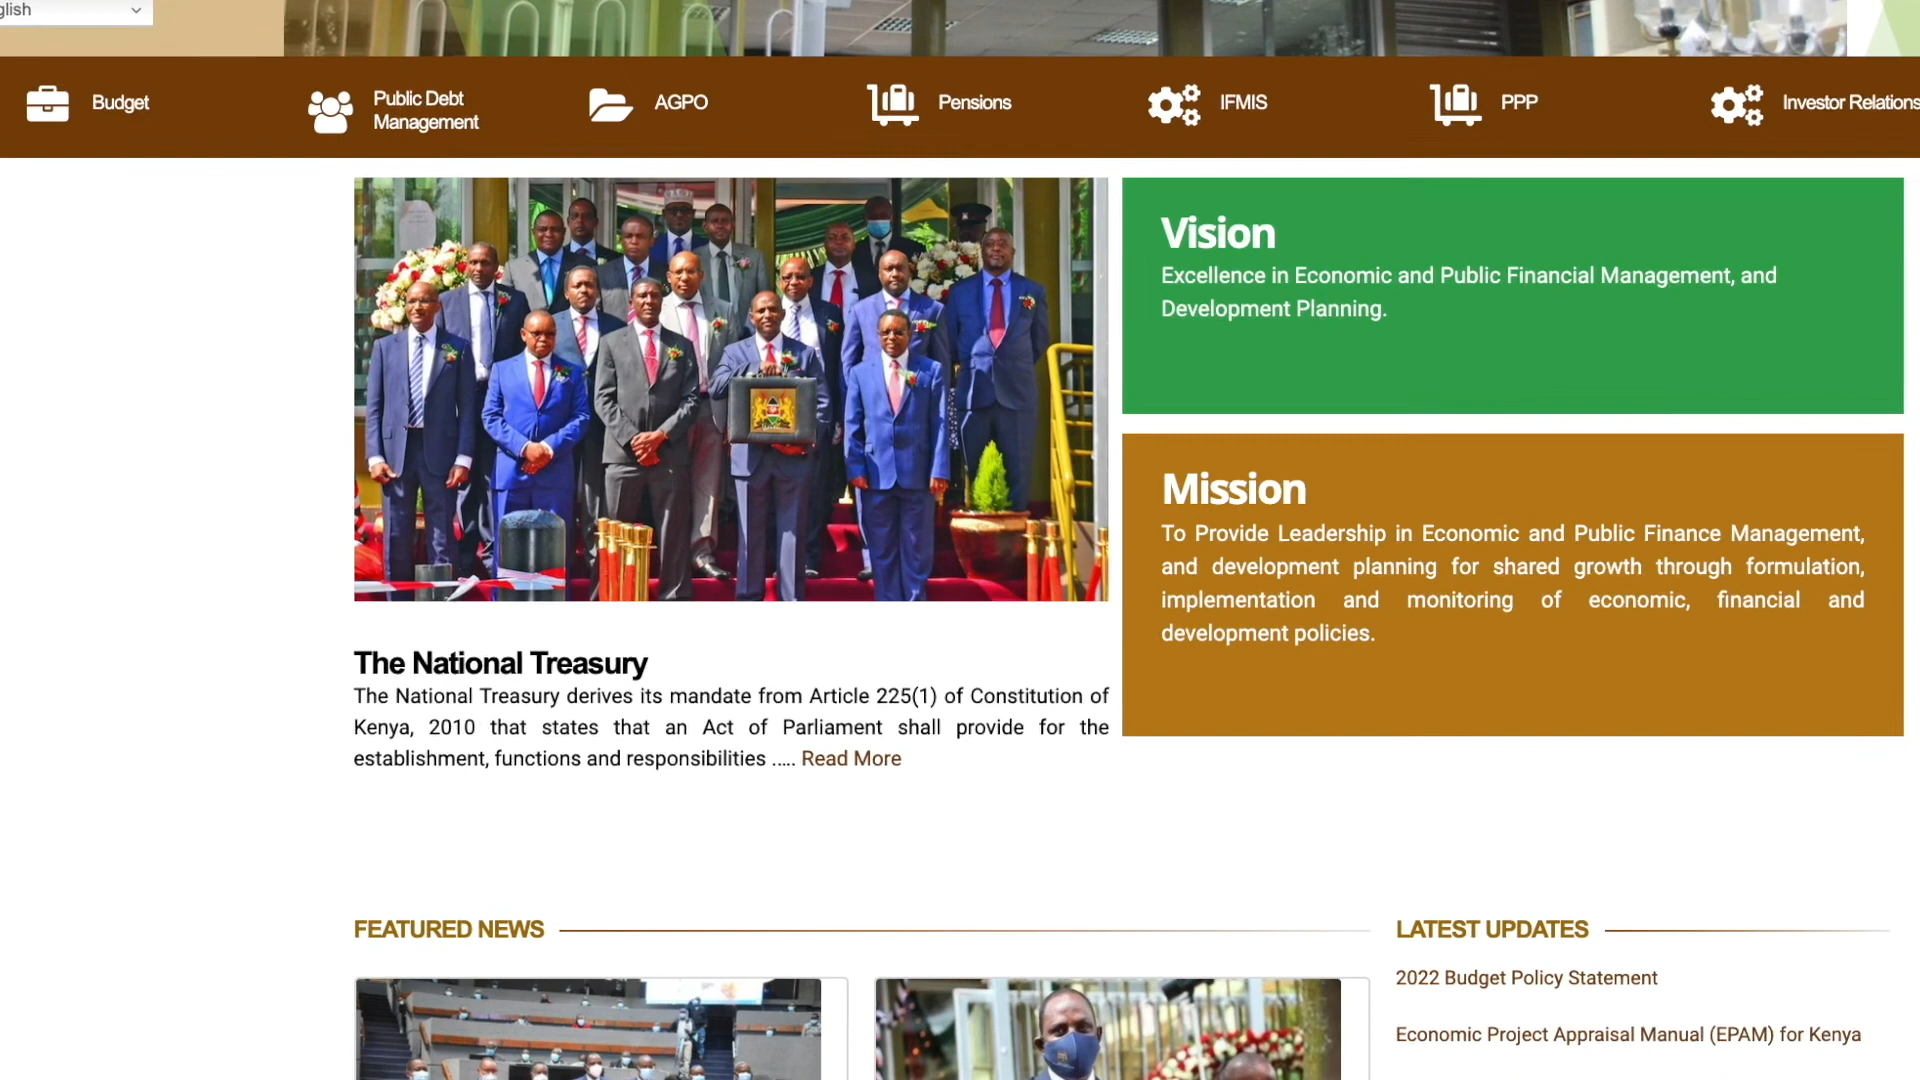 glish
Budget
Public Debt
Management
AGPO
Pensions
IFMIS
PPP
Investor Relations
Vision
Excellence in Economic and Public Financial Management, and
Development Planning.
Mission
To Provide Leadership in Economic and Public Finance Management,
and development planning for shared growth through formulation,
implementation and monitoring of economic, financial and
development policies.
The National Treasury
The National Treasury derives its mandate from Article 225(1) of Constitution of
Kenya, 2010 that states that an Act of Parliament shall provide for the
establishment, functions and responsibilities ..... Read More
FEATURED NEWS
LATEST UPDATES
2022 Budget Policy Statement
Economic Project Appraisal Manual (EPAM) for Kenya